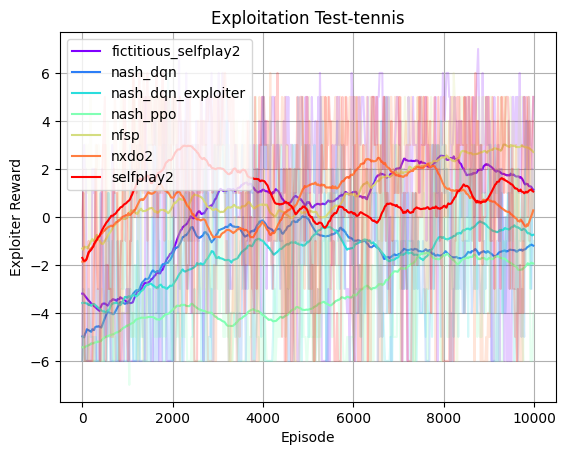 Exploitation Test-tennis
fictitious_selfplay2
nash_dqn
nash_dqn_exploiter
nash_ppo
nfsp
nxdo2
selfplay2
Exploiter Reward
6
4
2
0
−2
−4
−6
0
2000
4000
6000
8000
10000
Episode